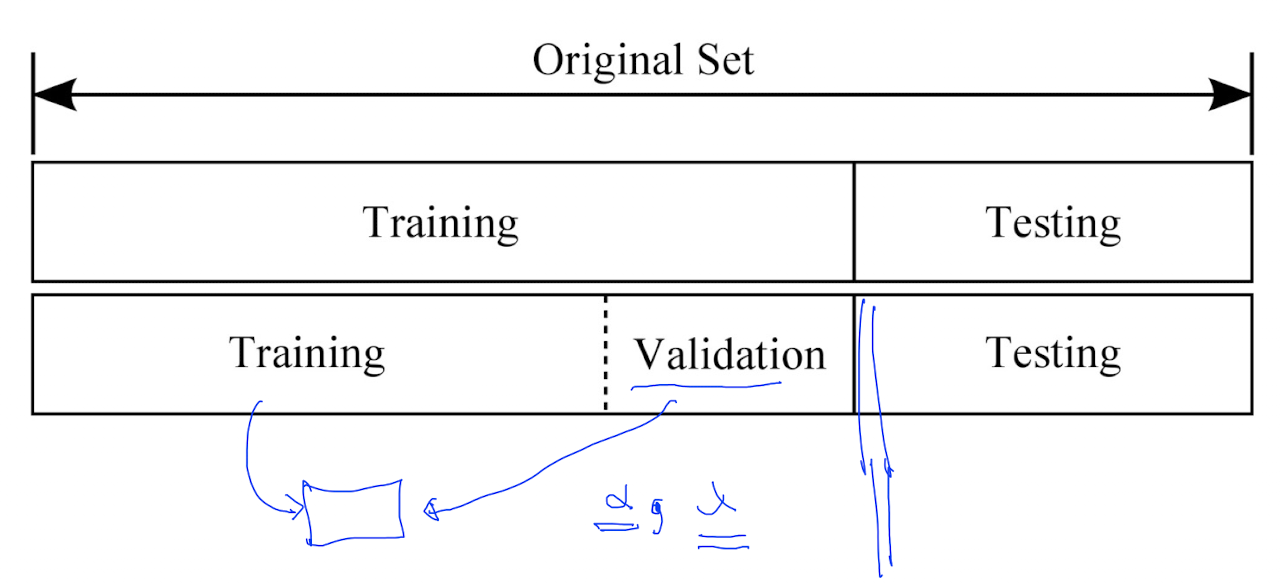 Original Set
Training Testing
Training Validation Testing
α, λ